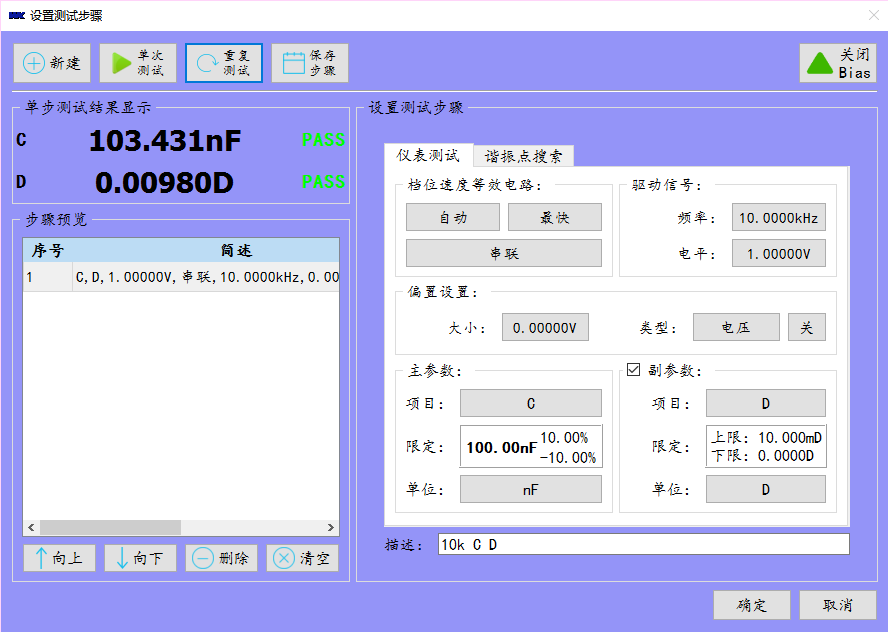 设置测试步骤
新建
单次
测试
重复
测试
保存
步骤
关闭
Bias
单步测试结果显示
C 103.431nF PASS
D 0.00980D PASS
步骤预览
序号 简述
1 C,D,1.00000V,串联,10.0000kHz,0.00
向上 向下 删除 清空
设置测试步骤
仪表测试 谐振点搜索
档位速度等效电路:
自动 最快
串联
驱动信号:
频率: 10.0000kHz
电平: 1.00000V
偏置设置:
大小: 0.00000V 类型: 电压 关
主参数:
项目: C
限定: 100.00nF 10.00%
-10.00%
单位: nF
副参数:
项目: D
限定: 上限: 10.000mD
下限: 0.0000D
单位: D
描述: 10k C D
确定 取消